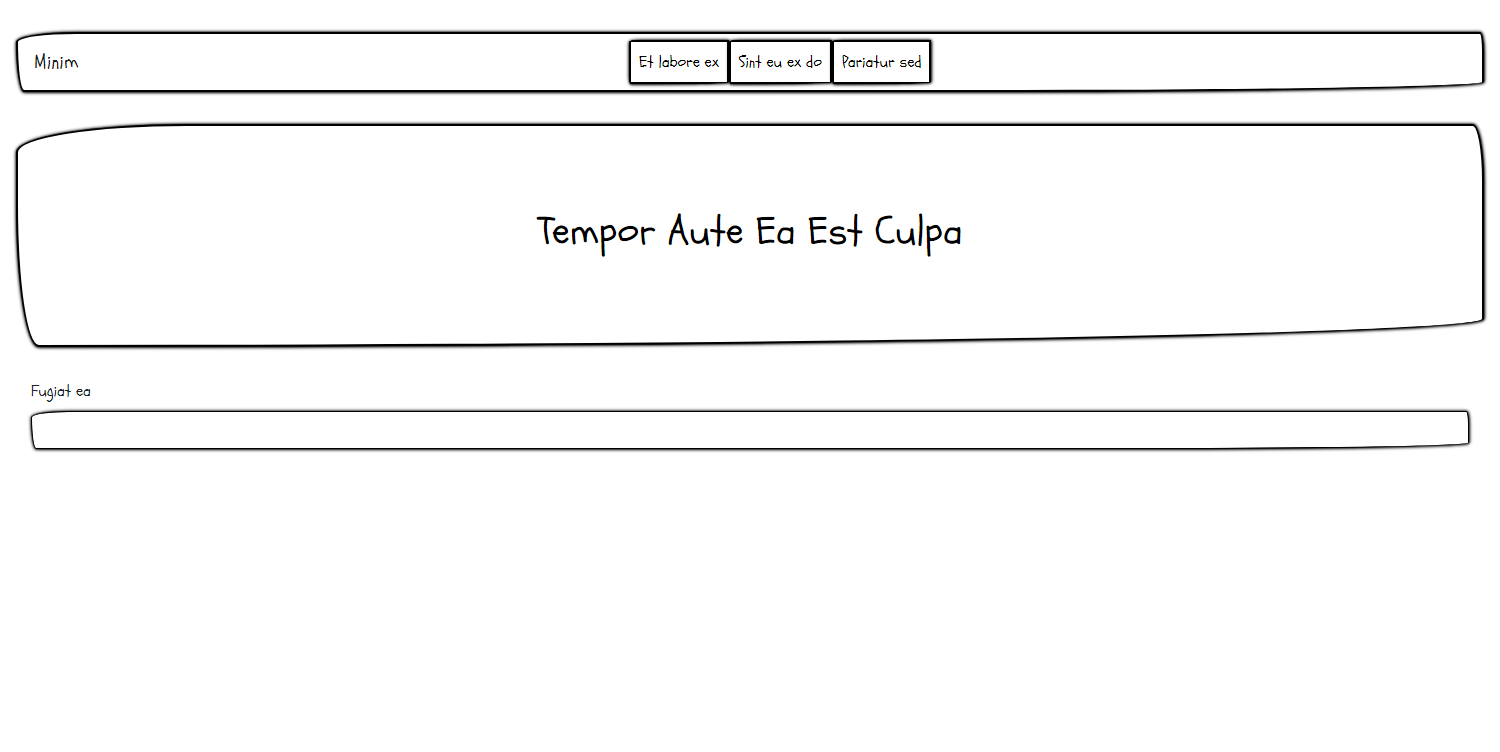 Minim
Et labore ex
Sint eu ex do
Pariatur sed
Tempor Aute Ea Est Culpa
Fugiat ea